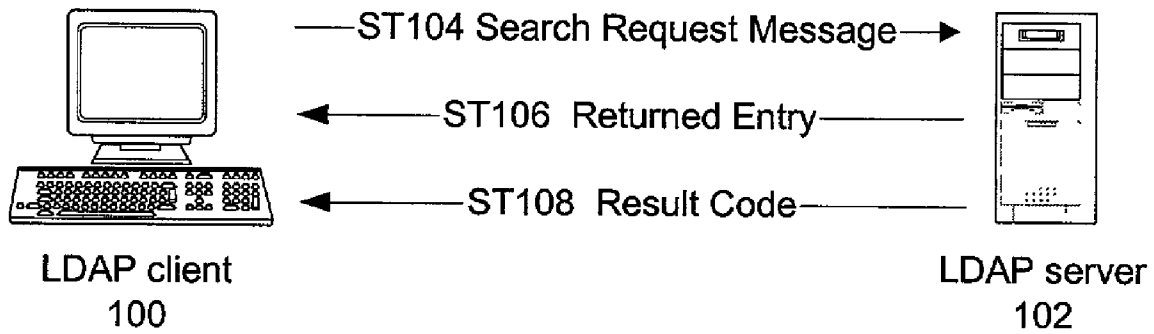 ST104 Search Request Message
ST106 Returned Entry
ST108 Result Code
LDAP client
100
LDAP server
102